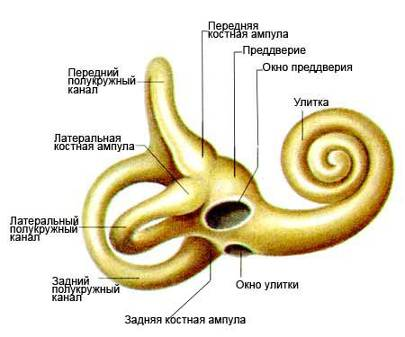 Передняя
костная ампула
Преддверие
Окно преддверия
Передний
полукружный
канал
Улитка
Латеральная
костная ампула
Латеральный
полукружный
канал
Задний
полукружный
канал
Окно улитки
Задняя костная ампула